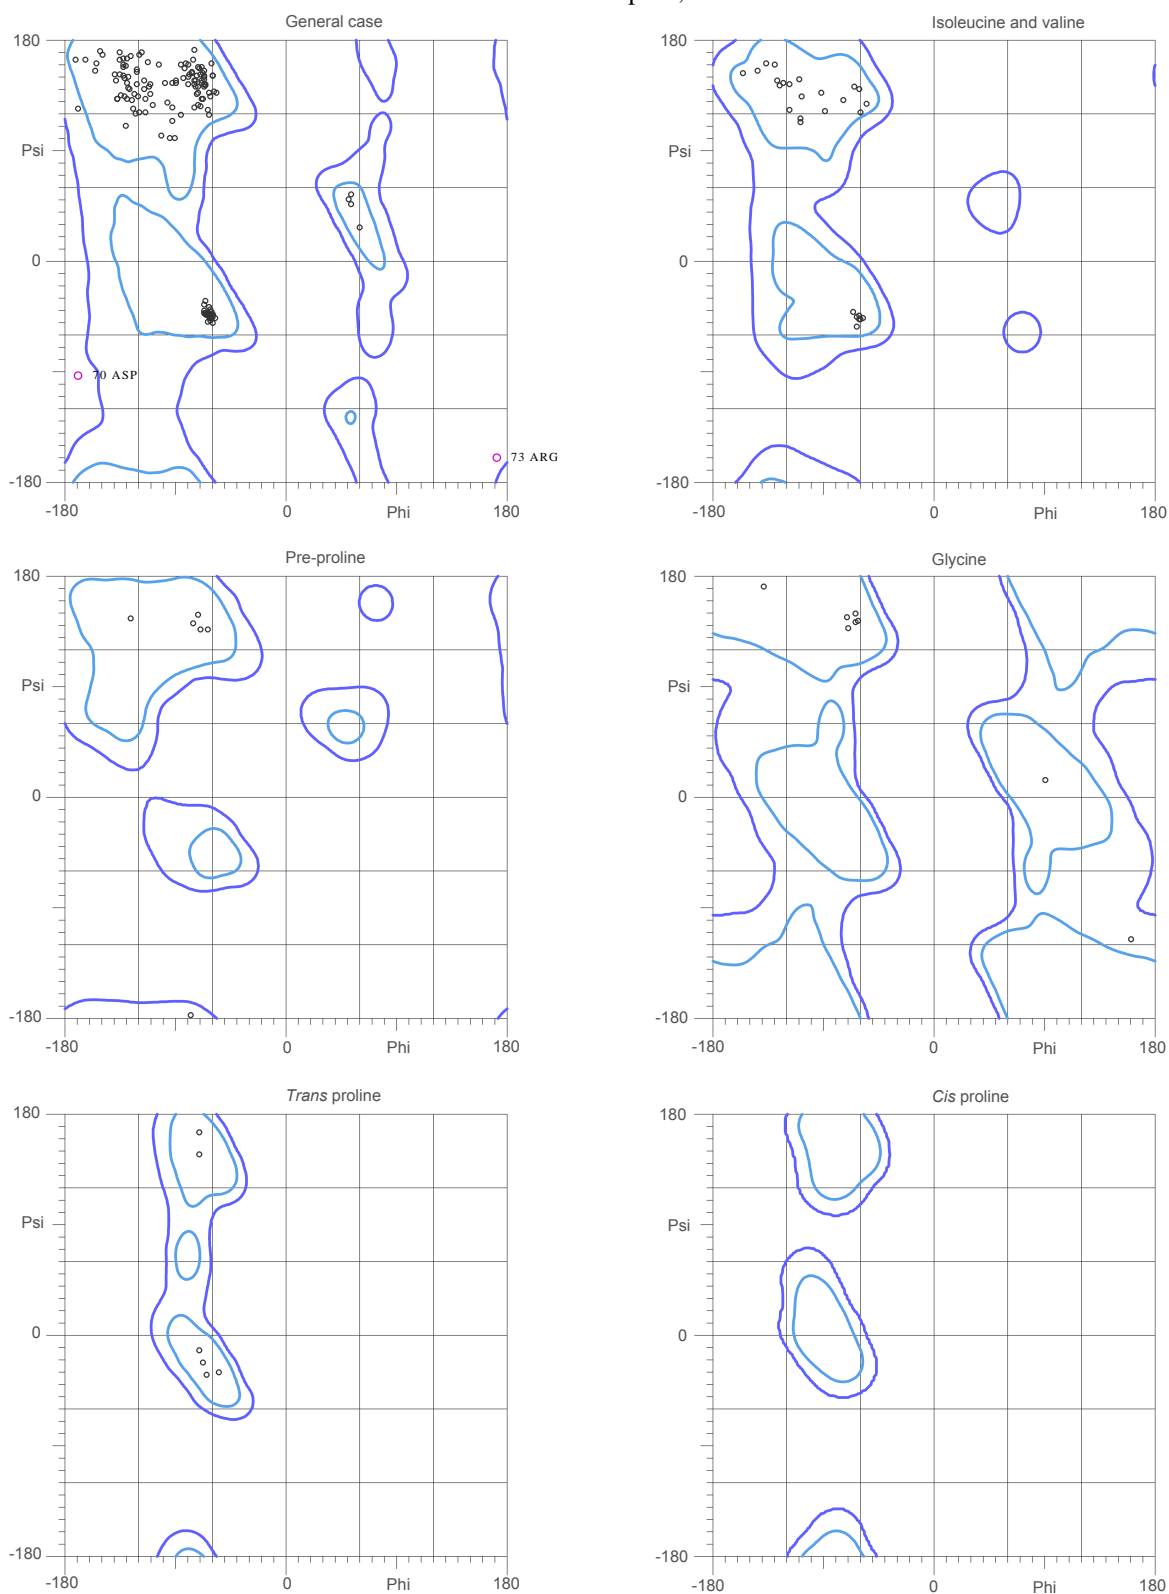 General case
Isoleucine and valine
180
Psi
0
-180
70 ASP
73 ARG
-180
0
Phi
180
180
Psi
0
-180
-180
0
Phi
180
Pre-proline
Glycine
180
Psi
0
-180
-180
0
Phi
180
180
Psi
0
-180
-180
0
Phi
180
Trans proline
Cis proline
180
Psi
0
-180
-180
0
Phi
180
180
Psi
0
-180
-180
0
Phi
180